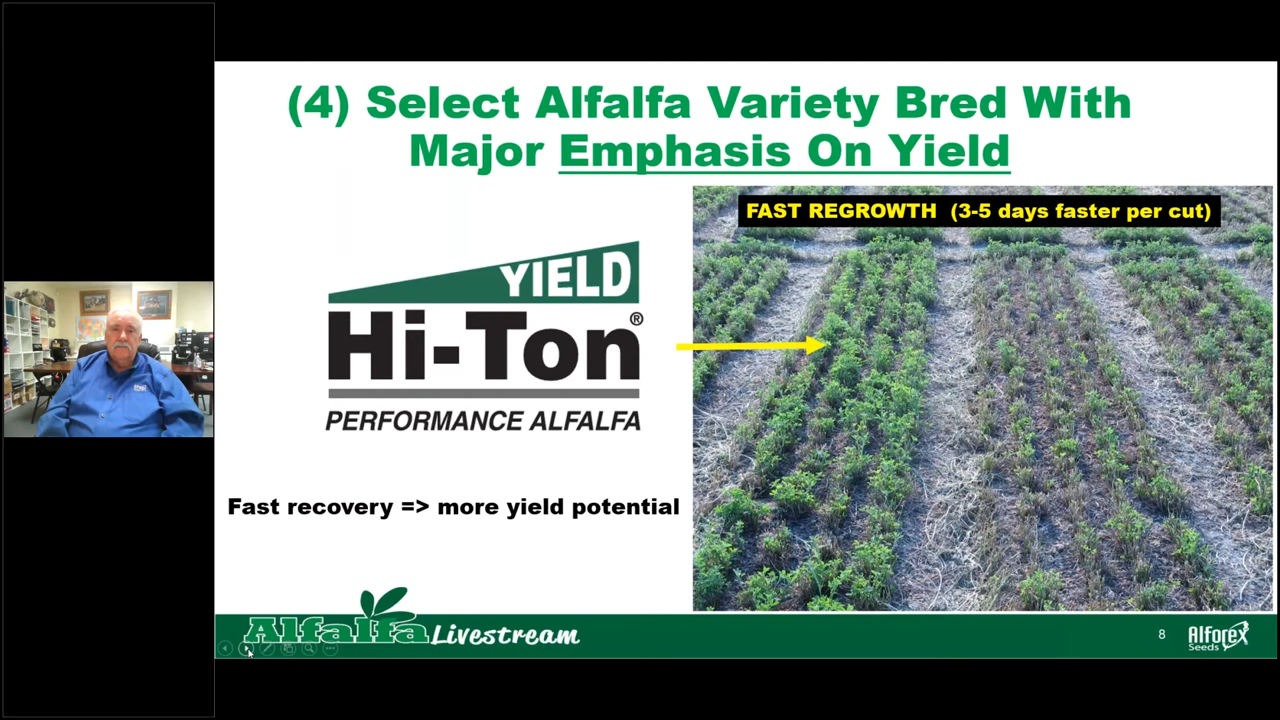 (4) Select Alfalfa Variety Bred With
Major Emphasis On Yield
FAST REGROWTH (3-5 days faster per cut)
YIELD
Hi-Ton®
PERFORMANCE ALFALFA
Fast recovery => more yield potential
Alfalfa Livestream
8
Alforex
Seeds